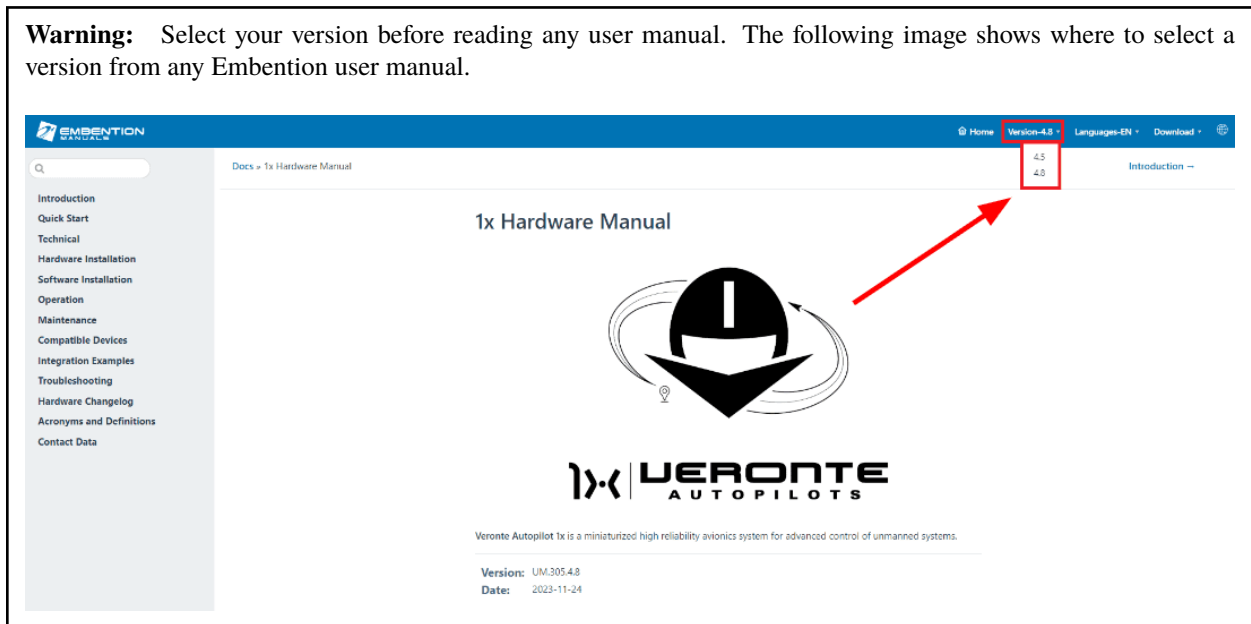 Warning: Select your version before reading any user manual. The following image shows where to select a
version from any Embention user manual.
EMBENTION
MANUALS
Home Version-4.8 Languages-EN Download
4.5
4.8
Docs » 1x Hardware Manual
Introduction →
Introduction
Quick Start
Technical
Hardware Installation
Software Installation
Operation
Maintenance
Compatible Devices
Integration Examples
Troubleshooting
Hardware Changelog
Acronyms and Definitions
Contact Data
1x Hardware Manual
1x VERONTE
AUTOPILOTS
Veronte Autopilot 1x is a miniaturized high reliability avionics system for advanced control of unmanned systems.
Version: UM.305.4.8
Date: 2023-11-24